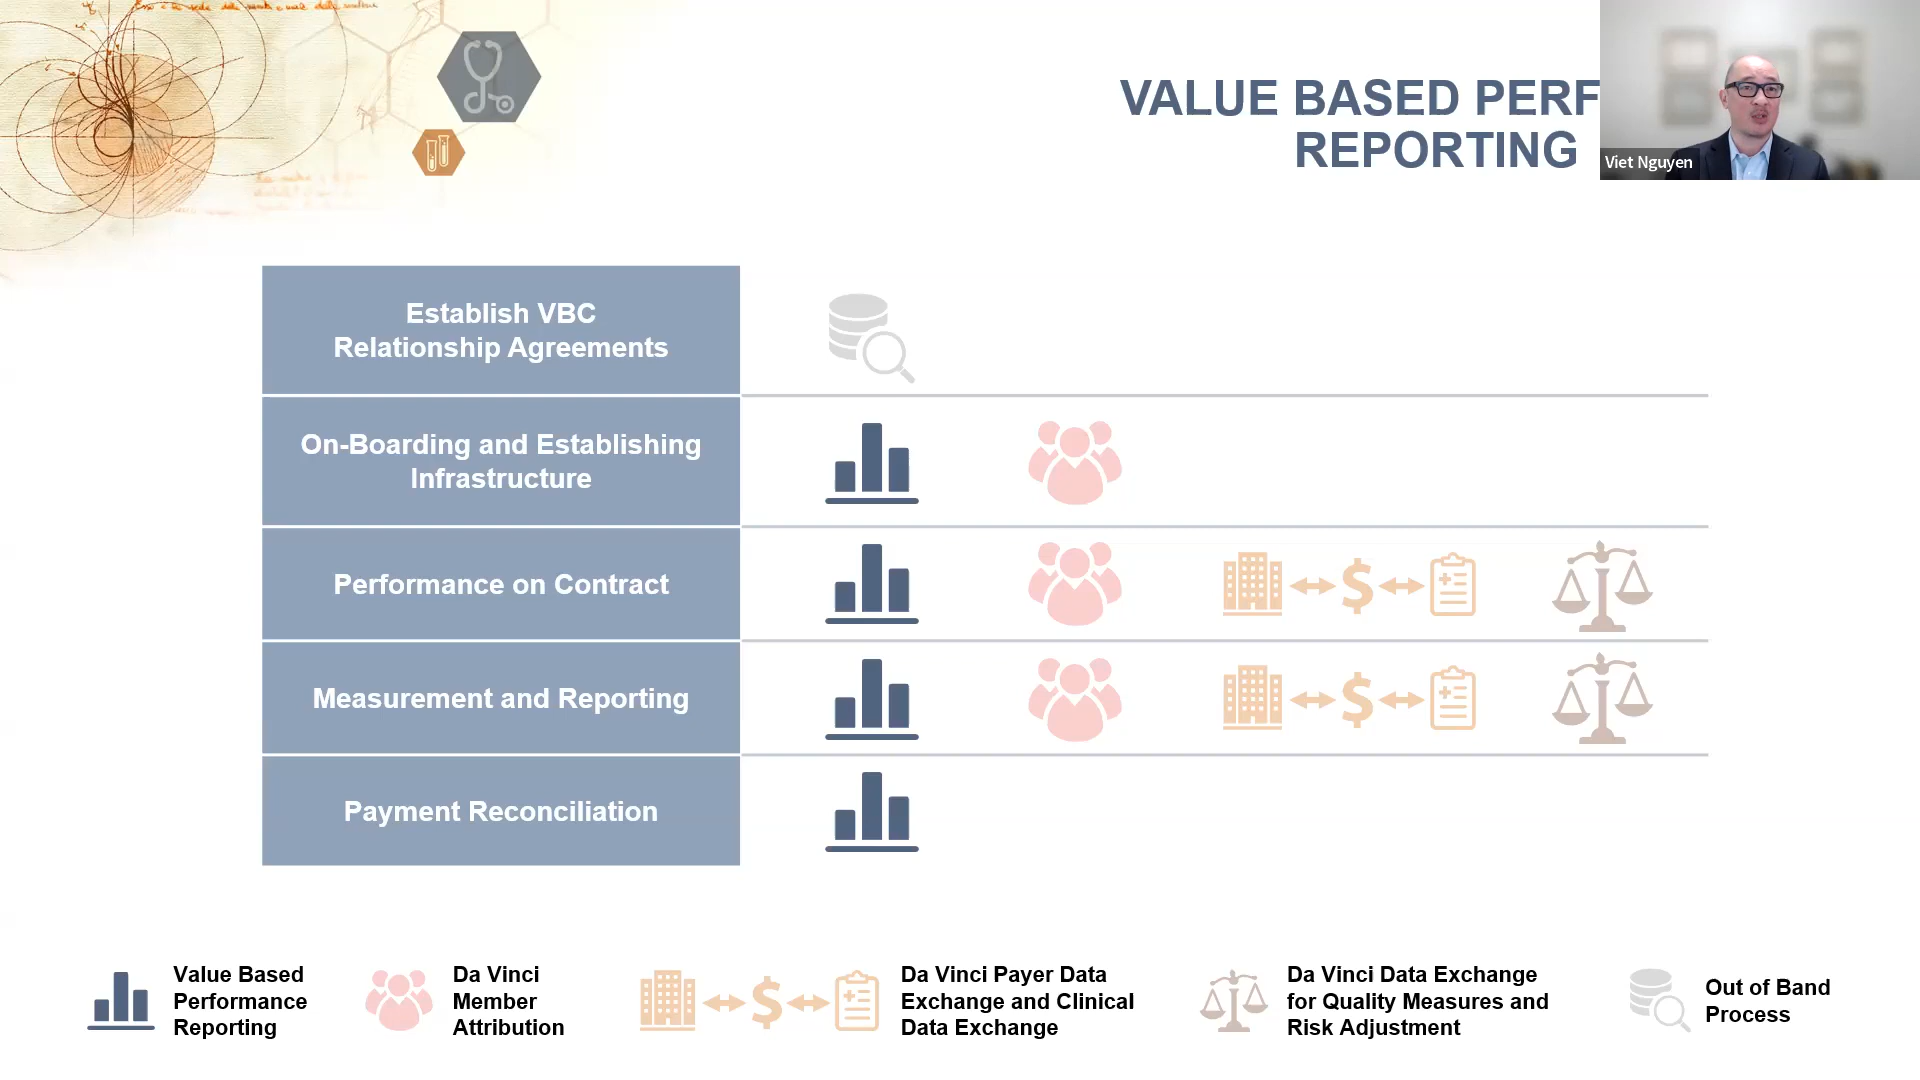 VALUE BASED PERF
REPORTING
Viet Nguyen
Establish VBC
Relationship Agreements
On-Boarding and Establishing
Infrastructure
Performance on Contract
Measurement and Reporting
Payment Reconciliation
Value Based
Performance
Reporting
Da Vinci
Member
Attribution
Da Vinci Payer Data
Exchange and Clinical
Data Exchange
Da Vinci Data Exchange
for Quality Measures and
Risk Adjustment
Out of Band
Process